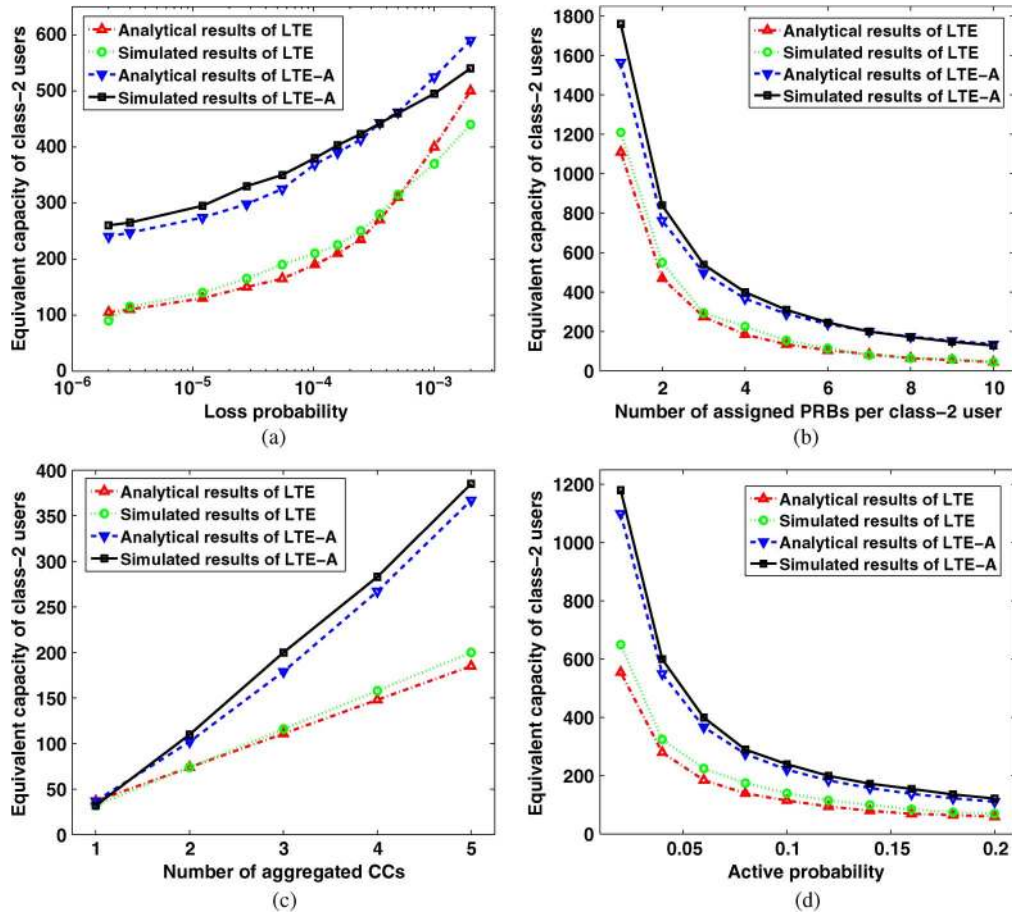 Equivalent capacity of class−2 users
600
500
400
300
200
100
0
10−6
10−5
10−4
10−3
Loss probability
Analytical results of LTE
Simulated results of LTE
Analytical results of LTE−A
Simulated results of LTE−A
(a)
Equivalent capacity of class−2 users
1800
1600
1400
1200
1000
800
600
400
200
0
2
4
6
8
10
Number of assigned PRBs per class−2 user
Analytical results of LTE
Simulated results of LTE
Analytical results of LTE−A
Simulated results of LTE−A
(b)
Equivalent capacity of class−2 users
400
350
300
250
200
150
100
50
0
1
2
3
4
5
Number of aggregated CCs
Analytical results of LTE
Simulated results of LTE
Analytical results of LTE−A
Simulated results of LTE−A
(c)
Equivalent capacity of class−2 users
1200
1000
800
600
400
200
0
0.05
0.1
0.15
0.2
Active probability
Analytical results of LTE
Simulated results of LTE
Analytical results of LTE−A
Simulated results of LTE−A
(d)